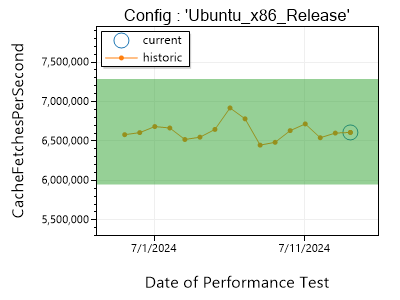 Config : 'Ubuntu_x86_Release'
current
historic
CacheFetchesPerSecond
7,500,000
7,000,000
6,500,000
6,000,000
5,500,000
7/1/2024
7/11/2024
Date of Performance Test